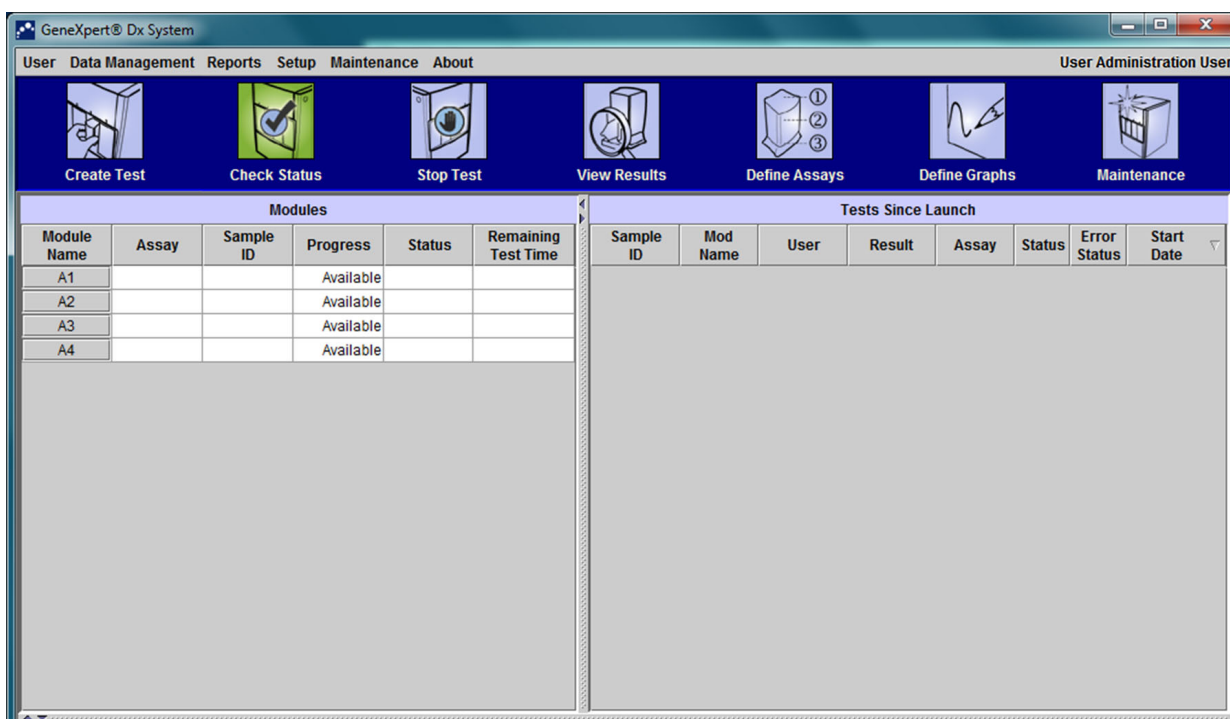 GeneXpert® Dx System
User Data Management Reports Setup Maintenance About User Administration User
① ② ③
Create Test Check Status Stop Test View Results Define Assays Define Graphs Maintenance
Modules
Module Name Assay Sample ID Progress Status Remaining Test Time
A1 Available
A2 Available
A3 Available
A4 Available
Tests Since Launch
Sample ID Mod Name User Result Assay Status Error Status Start Date